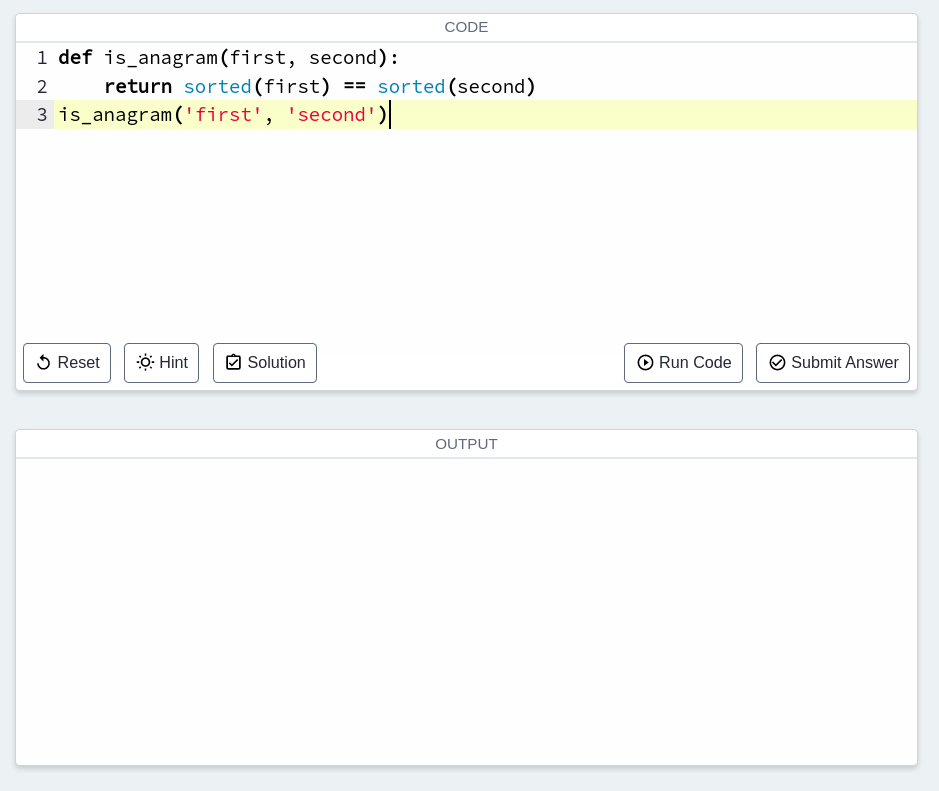 CODE
1 def is_anagram(first, second):
2     return sorted(first) == sorted(second)
3 is_anagram('first', 'second')
Reset Hint Solution Run Code Submit Answer
OUTPUT